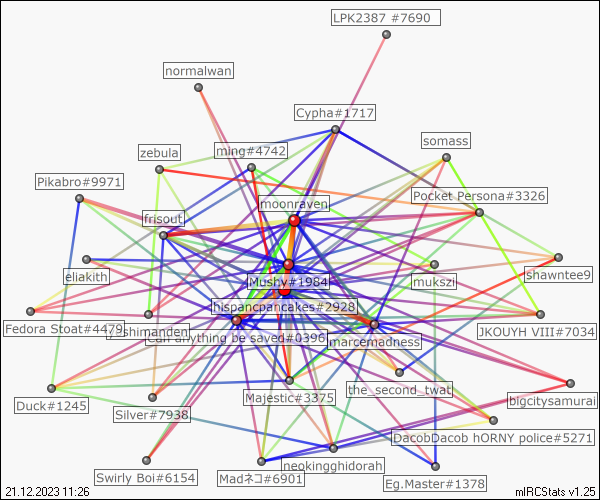 LPK2387 #7690
normalwan
Cypha#1717
somass
ming#4742
zebula
Pikabro#9971
Pocket Persona#3326
moonraven
frisout
shawntee9
eliakith
Mushy#1984
mukszi
hispancpancakes#2928
Fedora Stoat#4479
JKOUYH VIII#7034
can anything be sayed#0396
marcemadness
the_second_twat
Majestic#3375
bigcitysamurai
Duck#1245
Silver#7938
DacobDacob hORNY police#5271
neokingghidorah
Swirly Boi#6154
Madネコ#6901
Eg.Master#1378
21.12.2023 11:26
mIRCStats v1.25